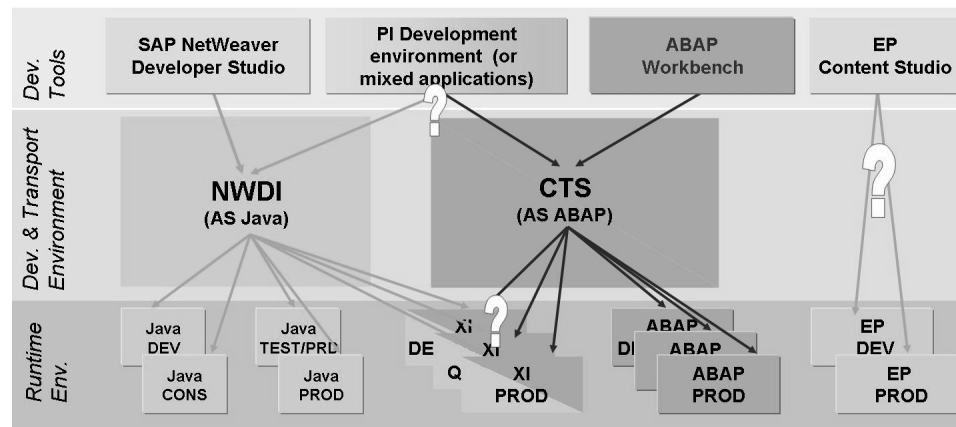 Dev.
Tools
SAP NetWeaver
Developer Studio
PI Development
environment (or
mixed applications)
ABAP
Workbench
EP
Content Studio
?
Dev. & Transport
Environment
NWDI
(AS Java)
CTS
(AS ABAP)
?
Runtime
Env.
Java
DEV
Java
CONS
Java
TEST/PRD
Java
PROD
?
XI
DE
XI
Q
XI
PROD
ABAP
ABAP
ABAP
PROD
EP
DEV
EP
PROD